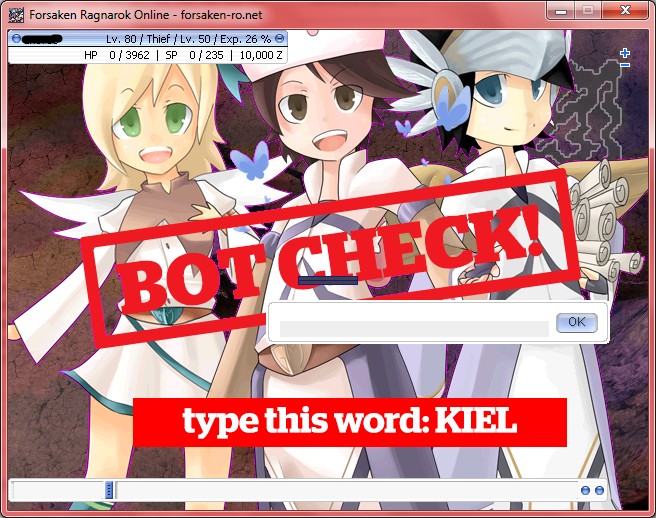 Forsaken Ragnarok Online - forsaken-ro.net
Lv. 80 / Thief / Lv. 50 / Exp. 26 %
HP 0 / 3962 | SP 0 / 235 | 10,000 Z
BOT CHECK!
OK
type this word: KIEL